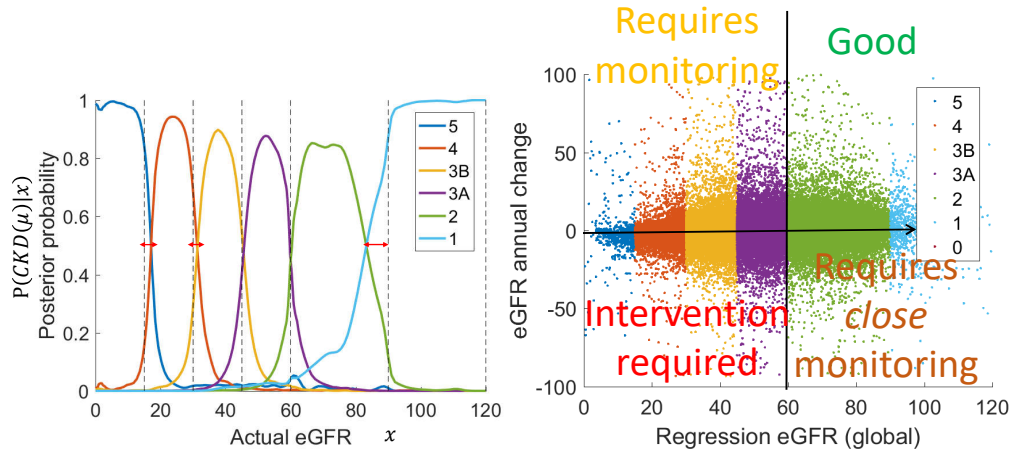 P(CKD(μ)|x)
Posterior probability
1
0.8
0.6
0.4
0.2
0
0 20 40 60 80 100 120
Actual eGFR x
5
4
3B
3A
2
1
Requires
monitoring
Good
eGFR annual change
100
50
0
-50
-100
5
4
3B
3A
2
1
0
Intervention
required
Requires
close
monitoring
0 20 40 60 80 100 120
Regression eGFR (global)